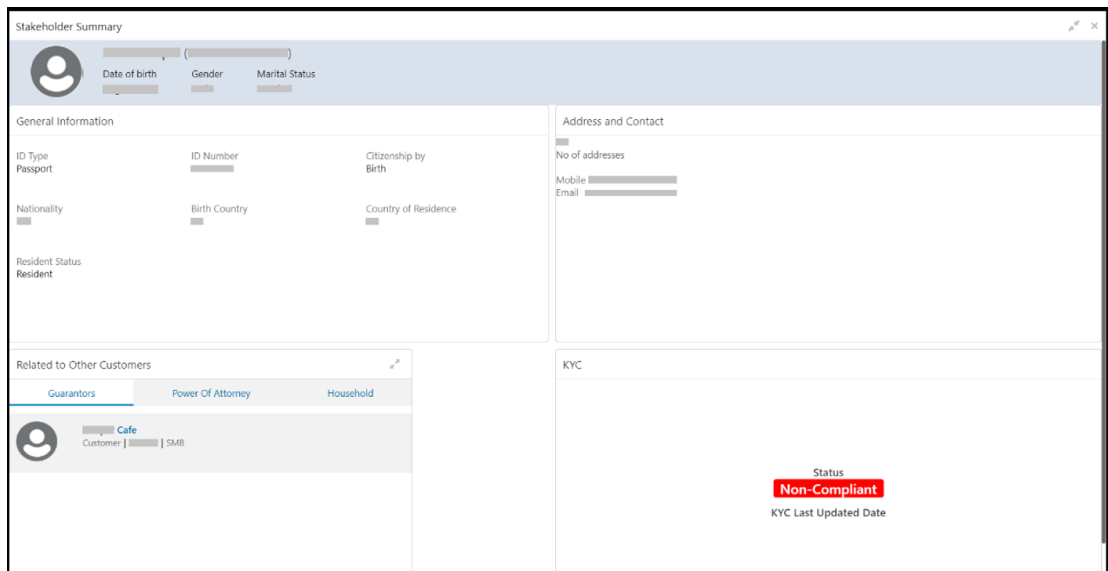 Stakeholder Summary
( )
Date of birth Gender Marital Status
General Information
ID Type ID Number Citizenship by
Passport Birth
Nationality Birth Country Country of Residence
Resident Status
Resident
Address and Contact
No of addresses
Mobile
Email
Related to Other Customers
Guarantors Power Of Attorney Household
Cafe
Customer | | SMB
KYC
Status
Non-Compliant
KYC Last Updated Date